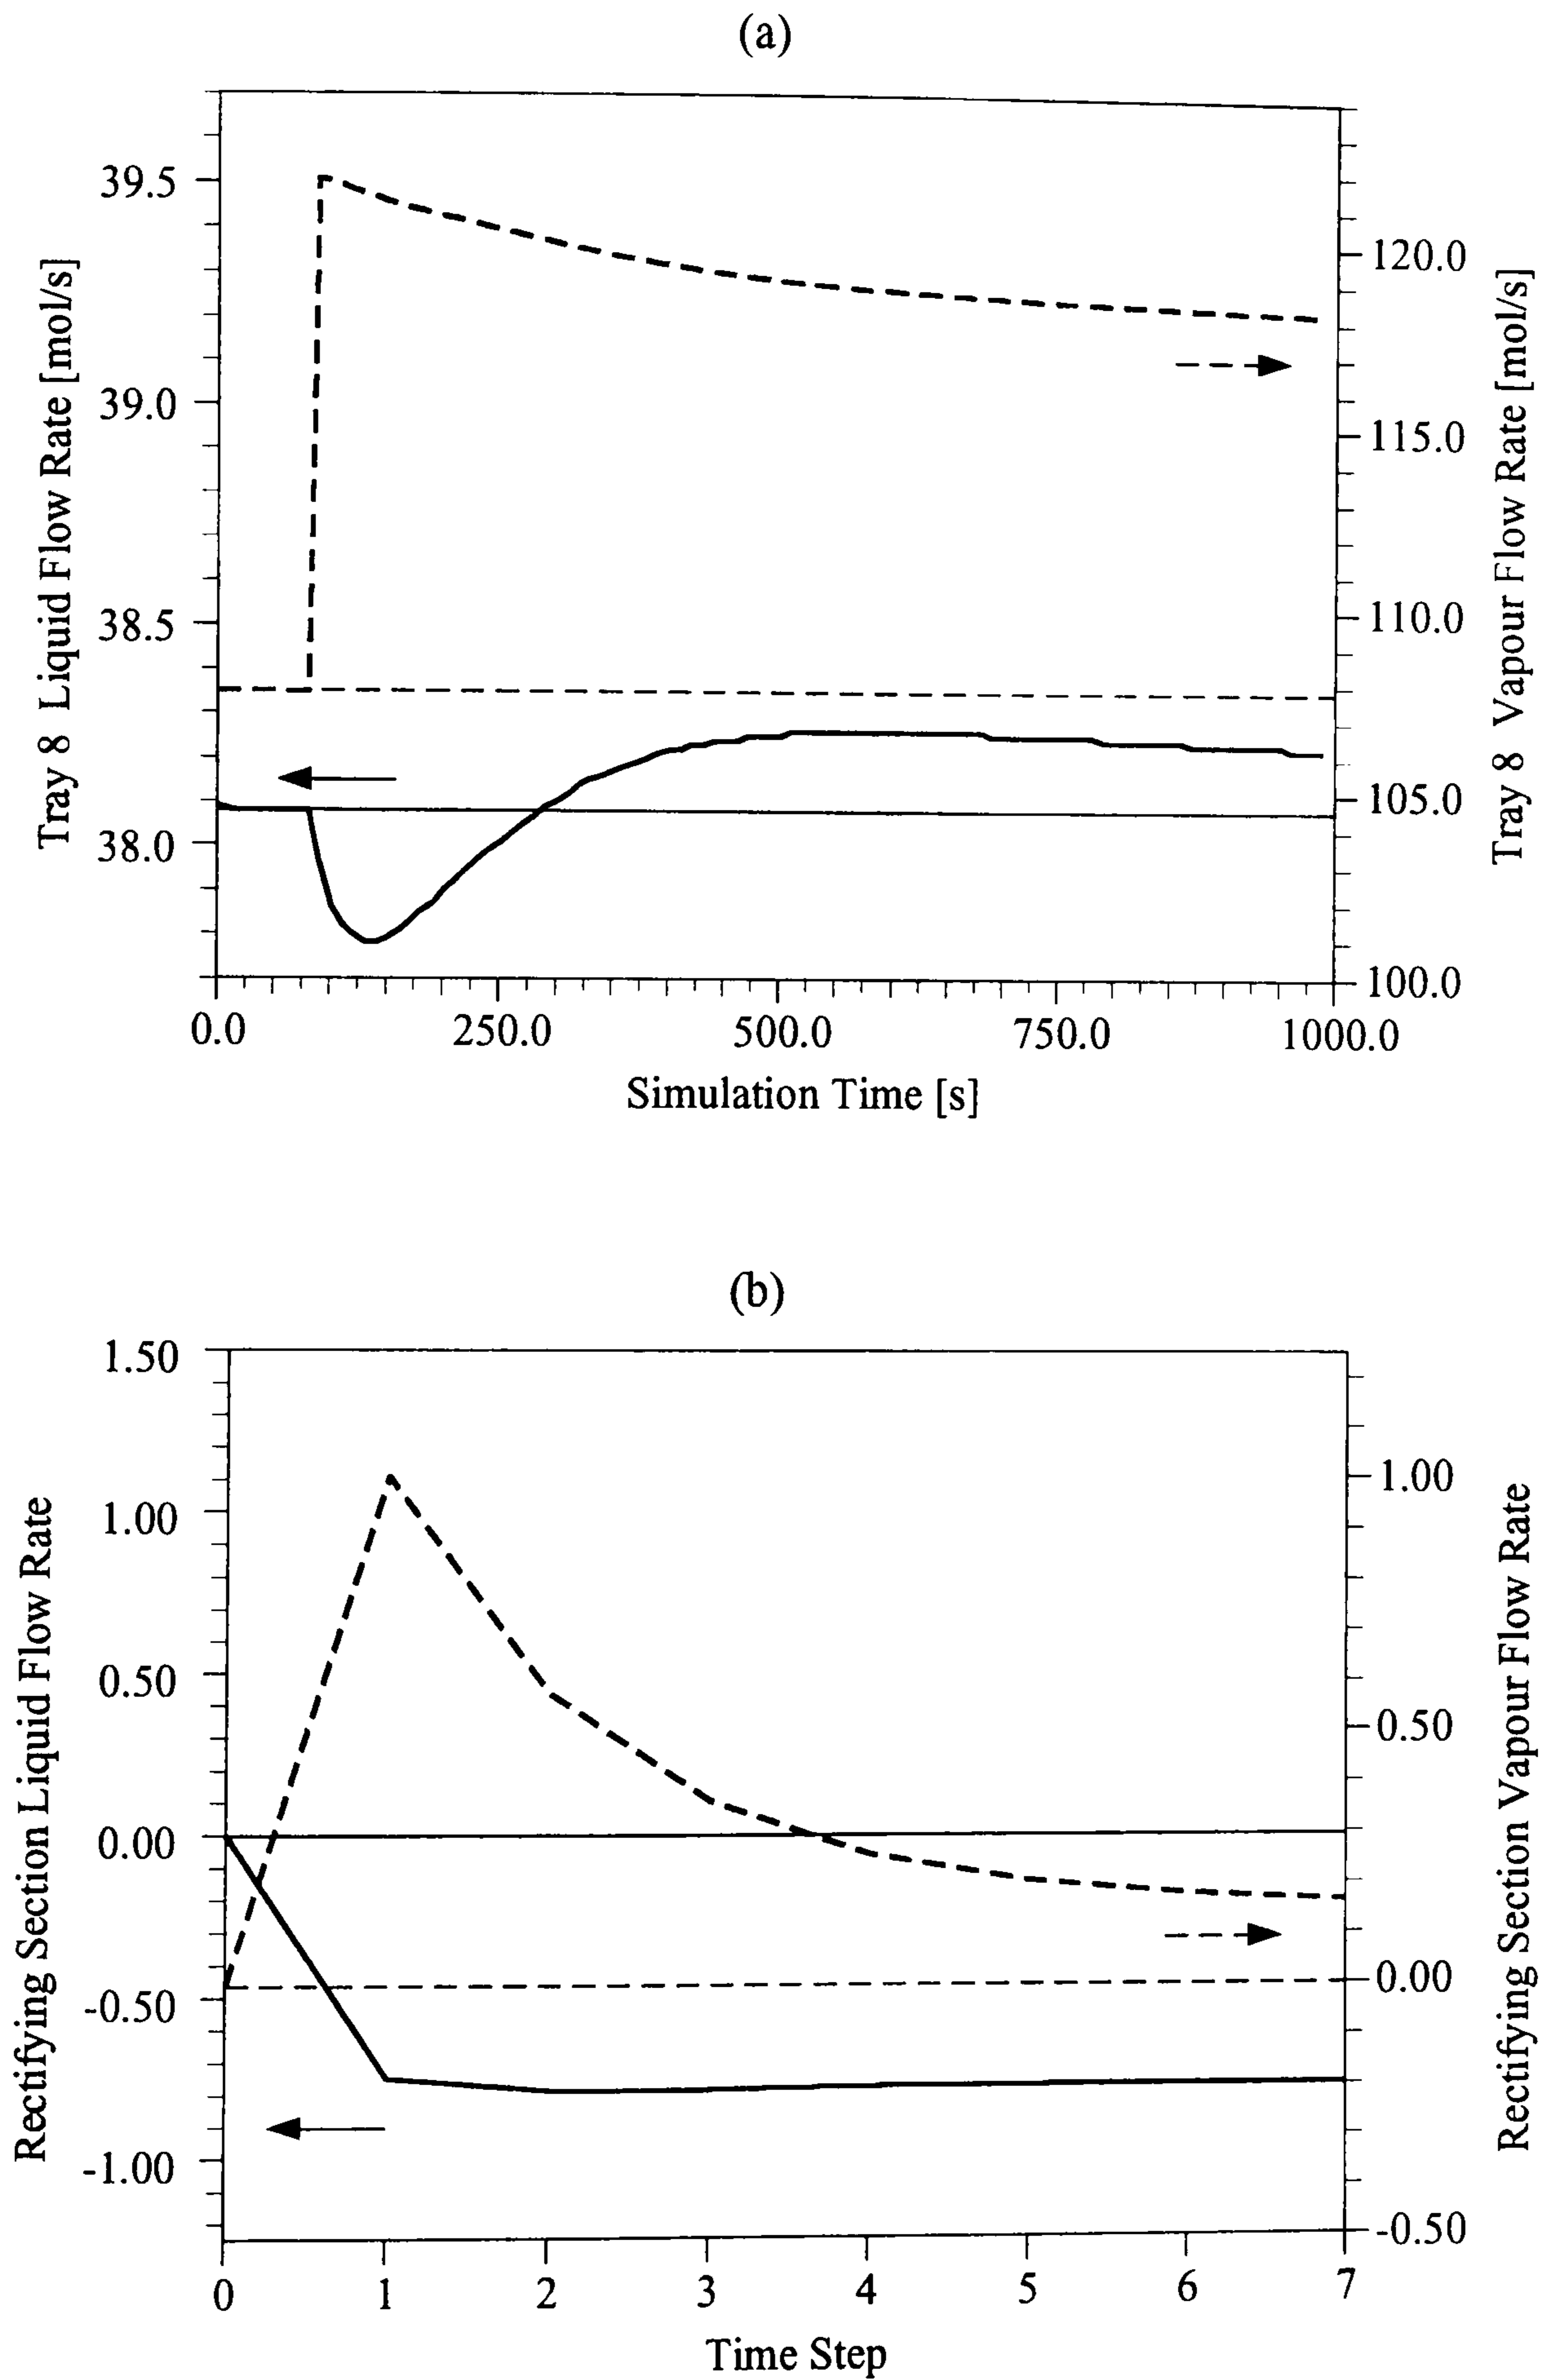 (a)
39.5
39.0
38.5
38.0
Tray 8 Liquid Flow Rate [mol/s]
120.0
115.0
110.0
105.0
100.0
Tray 8 Vapour Flow Rate [mol/s]
0.0 250.0 500.0 750.0 1000.0
Simulation Time [s]
(b)
1.50
1.00
0.50
0.00
-0.50
-1.00
Rectifying Section Liquid Flow Rate
1.00
0.50
0.00
-0.50
Rectifying Section Vapour Flow Rate
0 1 2 3 4 5 6 7
Time Step